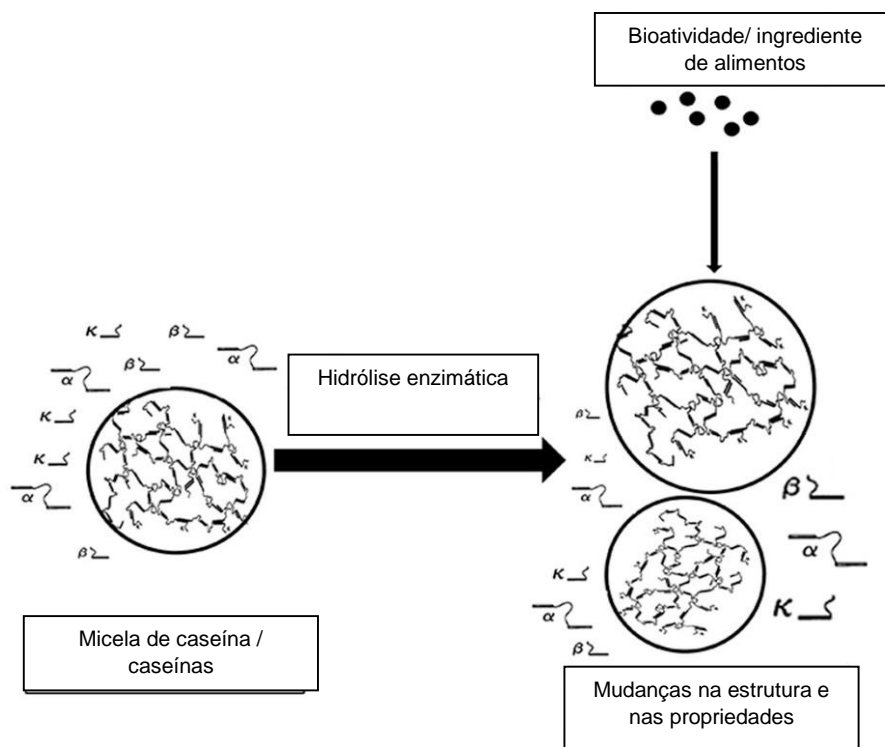 Bioatividade/ ingrediente
de alimentos
κ
β
α
β
α
κ
κ
α
β
Hidrólise enzimática
β
κ
α
β
α
κ
κ
α
β
Micela de caseína /
caseínas
Mudanças na estrutura e
nas propriedades